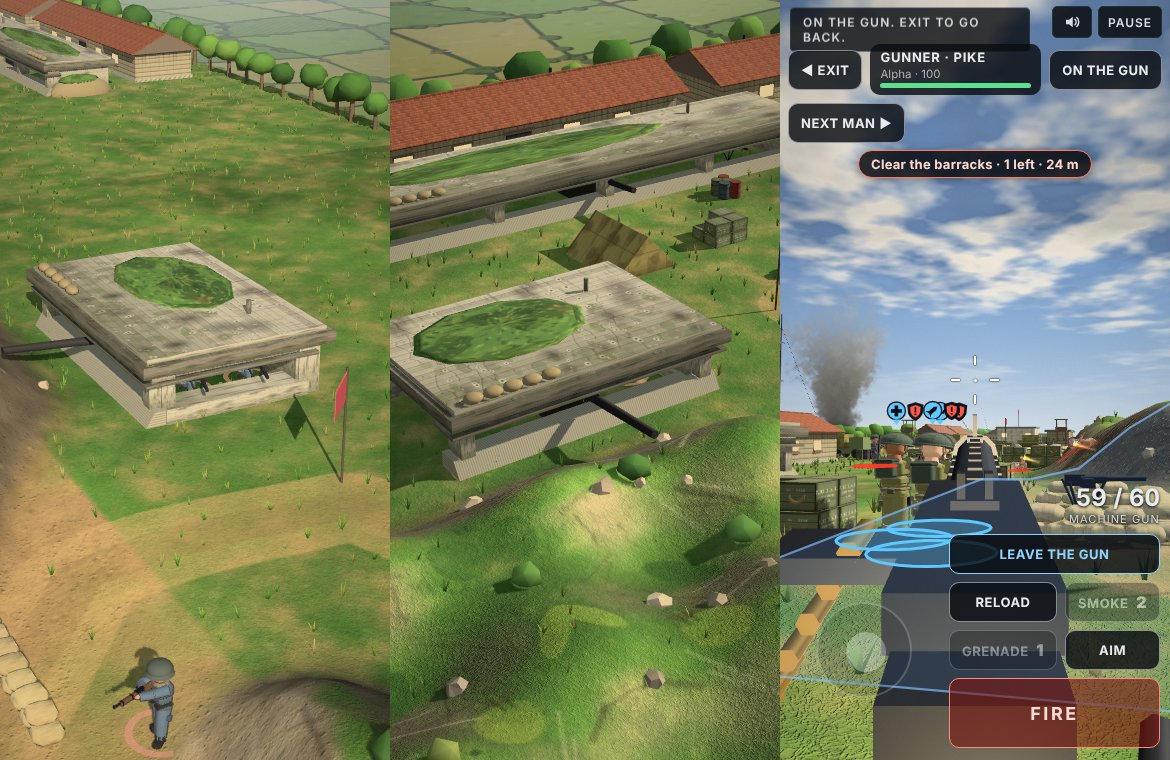 ON THE GUN. EXIT TO GO
BACK.
PAUSE
◀ EXIT
GUNNER · PIKE
Alpha · 100
ON THE GUN
NEXT MAN ▶
Clear the barracks · 1 left · 24 m
59 / 60
MACHINE GUN
LEAVE THE GUN
RELOAD
SMOKE 2
GRENADE 1
AIM
FIRE